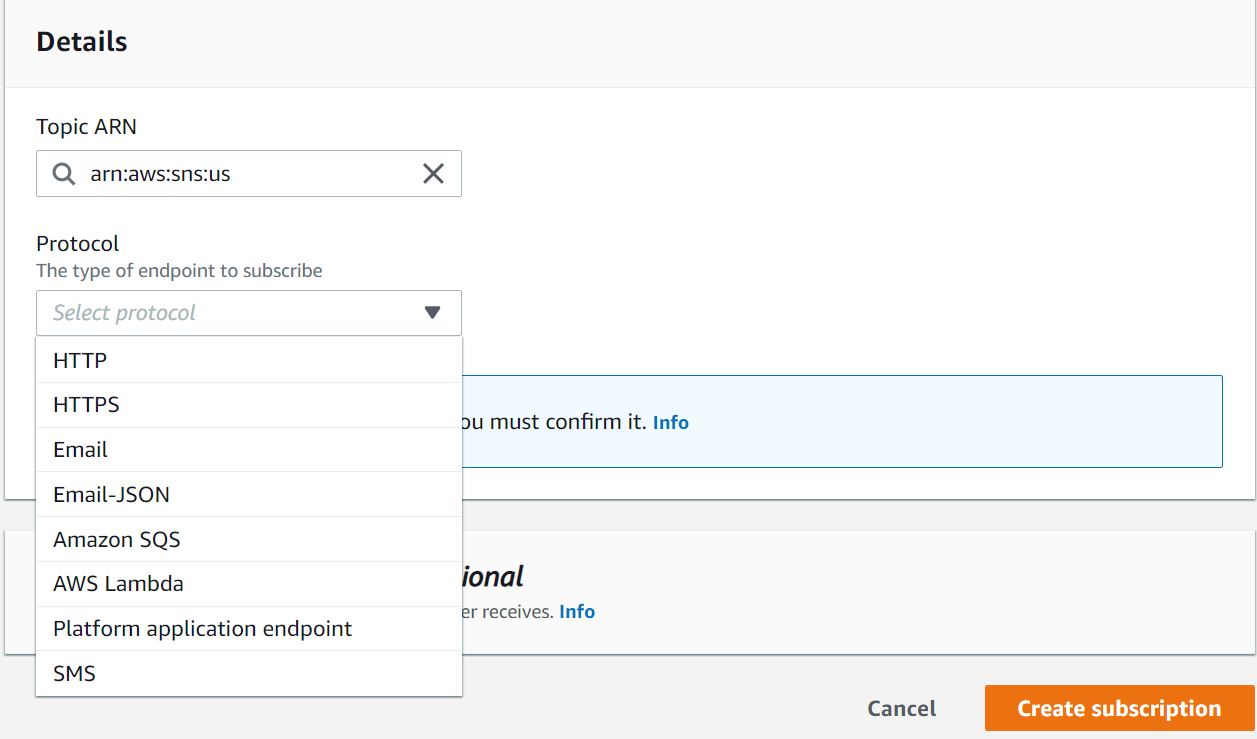 Details
Topic ARN
arn:aws:sns:us
Protocol
The type of endpoint to subscribe
Select protocol
HTTP
HTTPS
ou must confirm it. Info
Email
Email-JSON
Amazon SQS
AWS Lambda
ional
er receives. Info
Platform application endpoint
SMS
Cancel
Create subscription